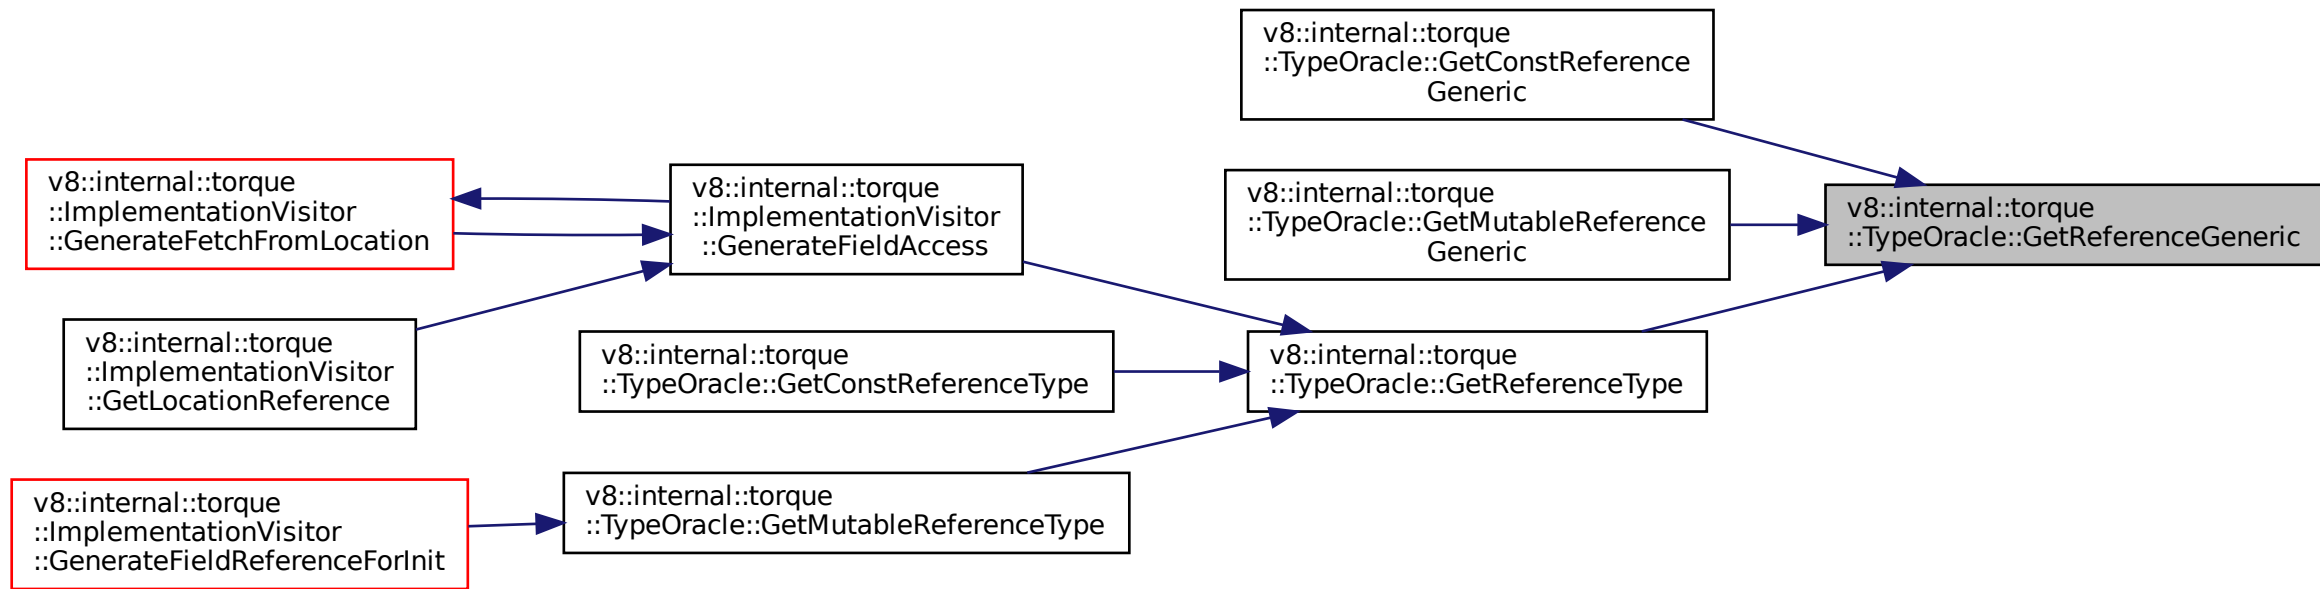 v8::internal::torque
::TypeOracle::GetConstReference
Generic
v8::internal::torque
::ImplementationVisitor
::GenerateFetchFromLocation
v8::internal::torque
::ImplementationVisitor
::GenerateFieldAccess
v8::internal::torque
::TypeOracle::GetMutableReference
Generic
v8::internal::torque
::TypeOracle::GetReferenceGeneric
v8::internal::torque
::ImplementationVisitor
::GetLocationReference
v8::internal::torque
::TypeOracle::GetConstReferenceType
v8::internal::torque
::TypeOracle::GetReferenceType
v8::internal::torque
::ImplementationVisitor
::GenerateFieldReferenceForInit
v8::internal::torque
::TypeOracle::GetMutableReferenceType